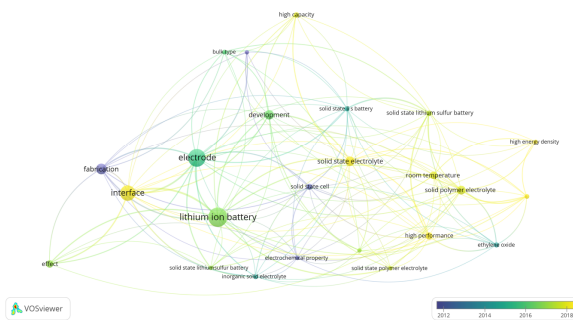 high capacity
bulk type
solid state li s battery
development
solid state lithium sulfur battery
high energy density
electrode
solid state electrolyte
fabrication
room temperature
solid state cell
solid polymer electrolyte
interface
lithium ion battery
high performance
ethylene oxide
electrochemical property
effect
solid state lithium sulfur battery
solid state polymer electrolyte
inorganic solid electrolyte
VOSviewer
2012 2014 2016 2018